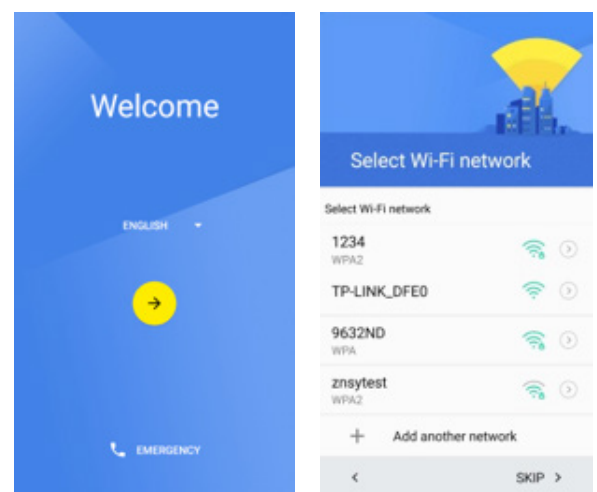 Welcome
ENGLISH
EMERGENCY
Select Wi-Fi network
Select Wi-Fi network
1234
WPA2
TP-LINK_DFE0
9632ND
WPA
znsytest
WPA2
Add another network
SKIP